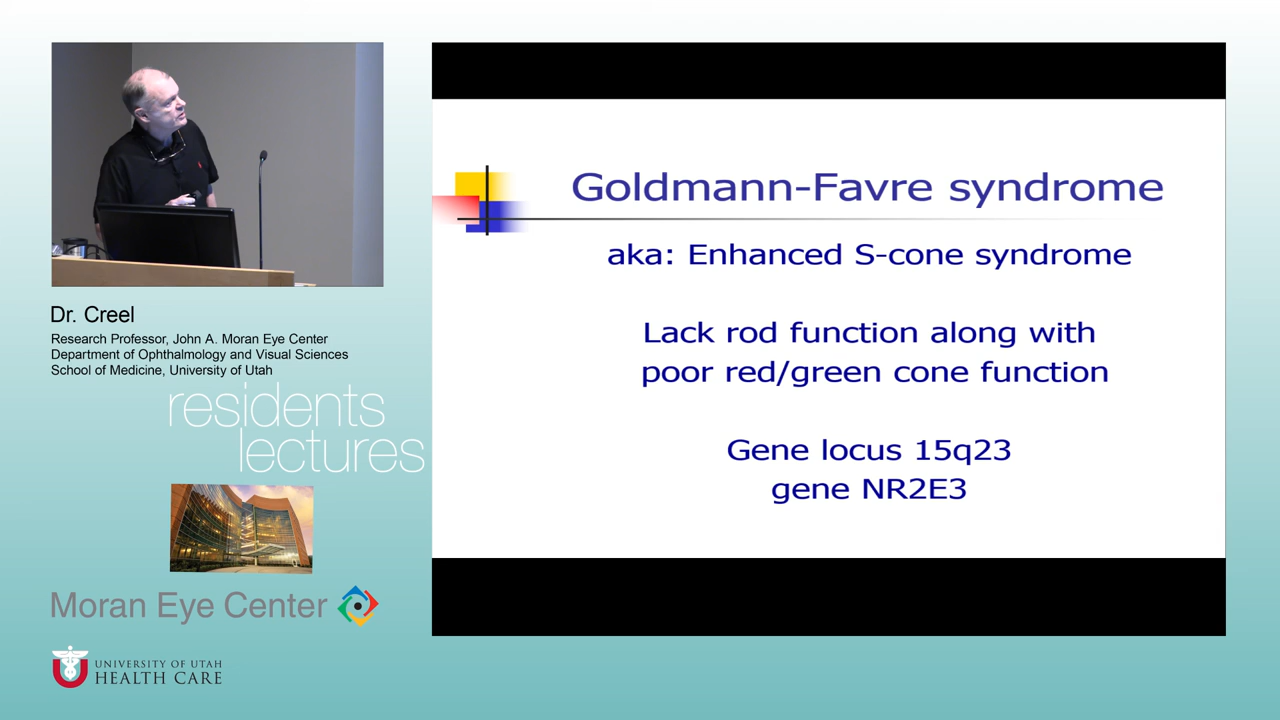 Dr. Creel
Research Professor, John A. Moran Eye Center
Department of Ophthalmology and Visual Sciences
School of Medicine, University of Utah
residents
lectures
Moran Eye Center
UNIVERSITY OF UTAH
HEALTH CARE
Goldmann-Favre syndrome
aka: Enhanced S-cone syndrome
Lack rod function along with
poor red/green cone function
Gene locus 15q23
gene NR2E3